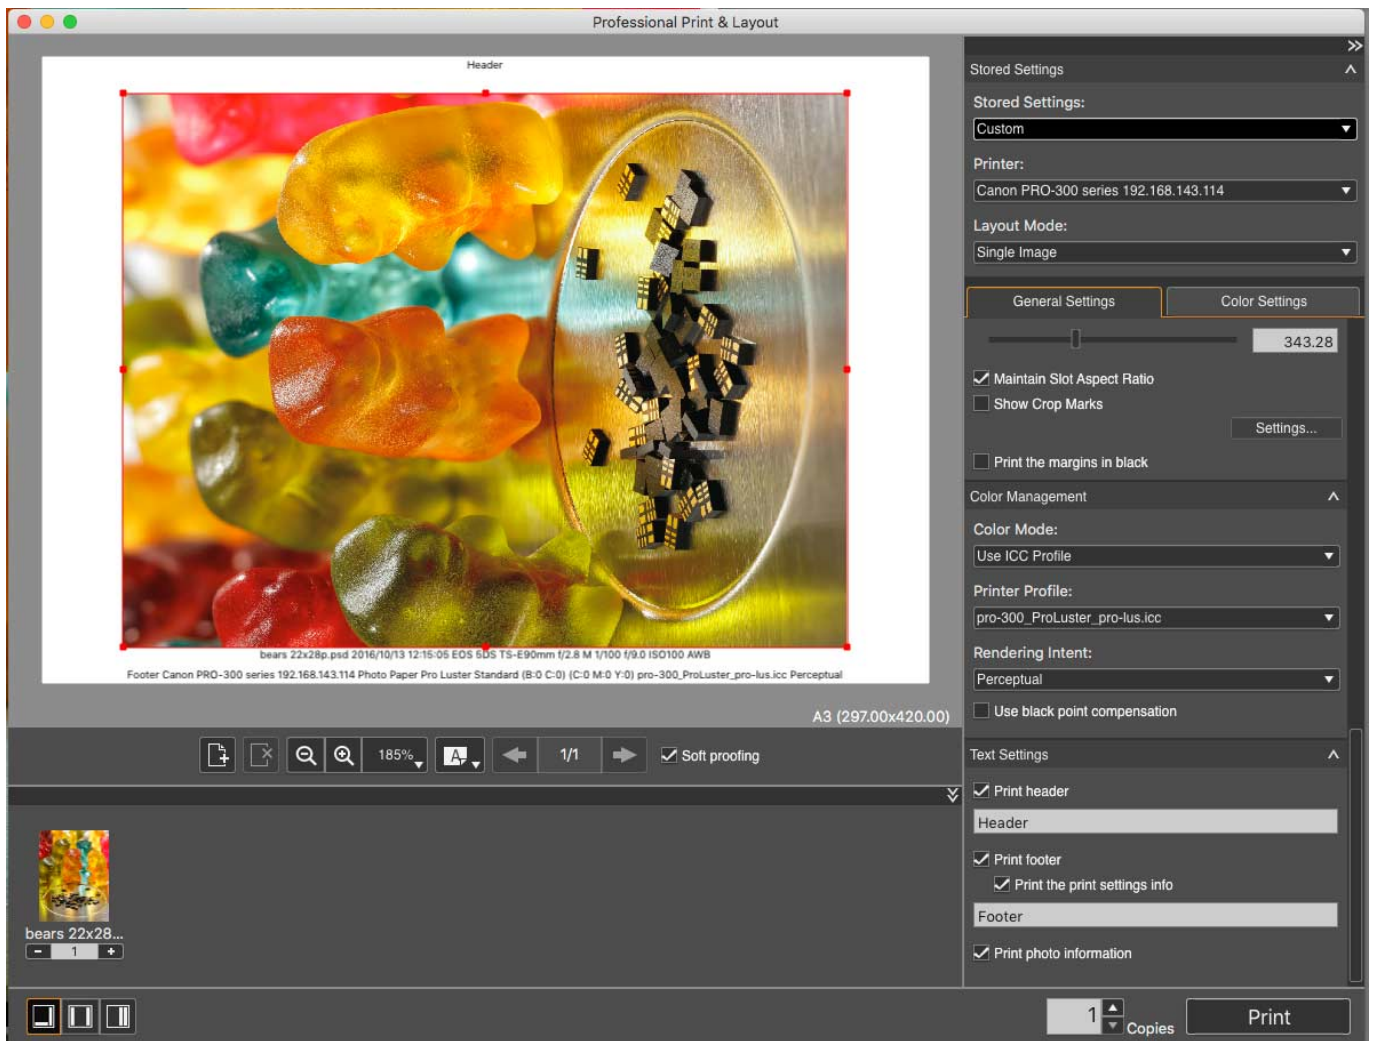 Professional Print & Layout
Header
bears 22x28p.psd 2016/10/13 12:15:05 EOS 5DS TS-E90mm f/2.8 M 1/100 f/9.0 ISO100 AWB
Footer Canon PRO-300 series 192.168.143.114 Photo Paper Pro Luster Standard (B:0 C:0) (C:0 M:0 Y:0) pro-300_ProLuster_pro-lus.icc Perceptual
A3 (297.00x420.00)
185%
A
1/1
Soft proofing
bears 22x28...
- 1 +
Stored Settings
Stored Settings:
Custom
Printer:
Canon PRO-300 series 192.168.143.114
Layout Mode:
Single Image
General Settings
Color Settings
343.28
Maintain Slot Aspect Ratio
Show Crop Marks
Settings...
Print the margins in black
Color Management
Color Mode:
Use ICC Profile
Printer Profile:
pro-300_ProLuster_pro-lus.icc
Rendering Intent:
Perceptual
Use black point compensation
Text Settings
Print header
Header
Print footer
Print the print settings info
Footer
Print photo information
1 Copies
Print